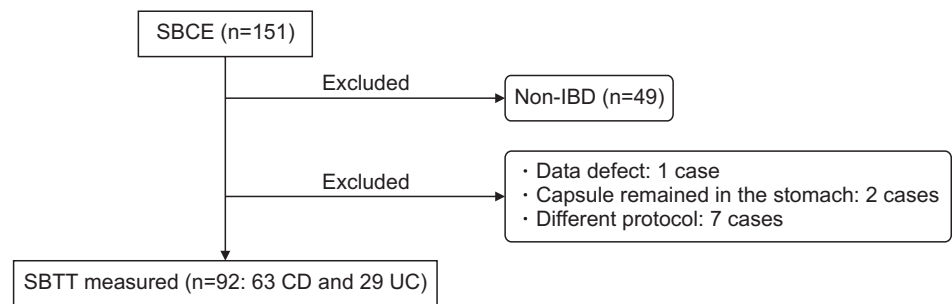 SBCE (n=151)
Excluded
Non-IBD (n=49)
Excluded
・Data defect: 1 case
・Capsule remained in the stomach: 2 cases
・Different protocol: 7 cases
SBTT measured (n=92: 63 CD and 29 UC)